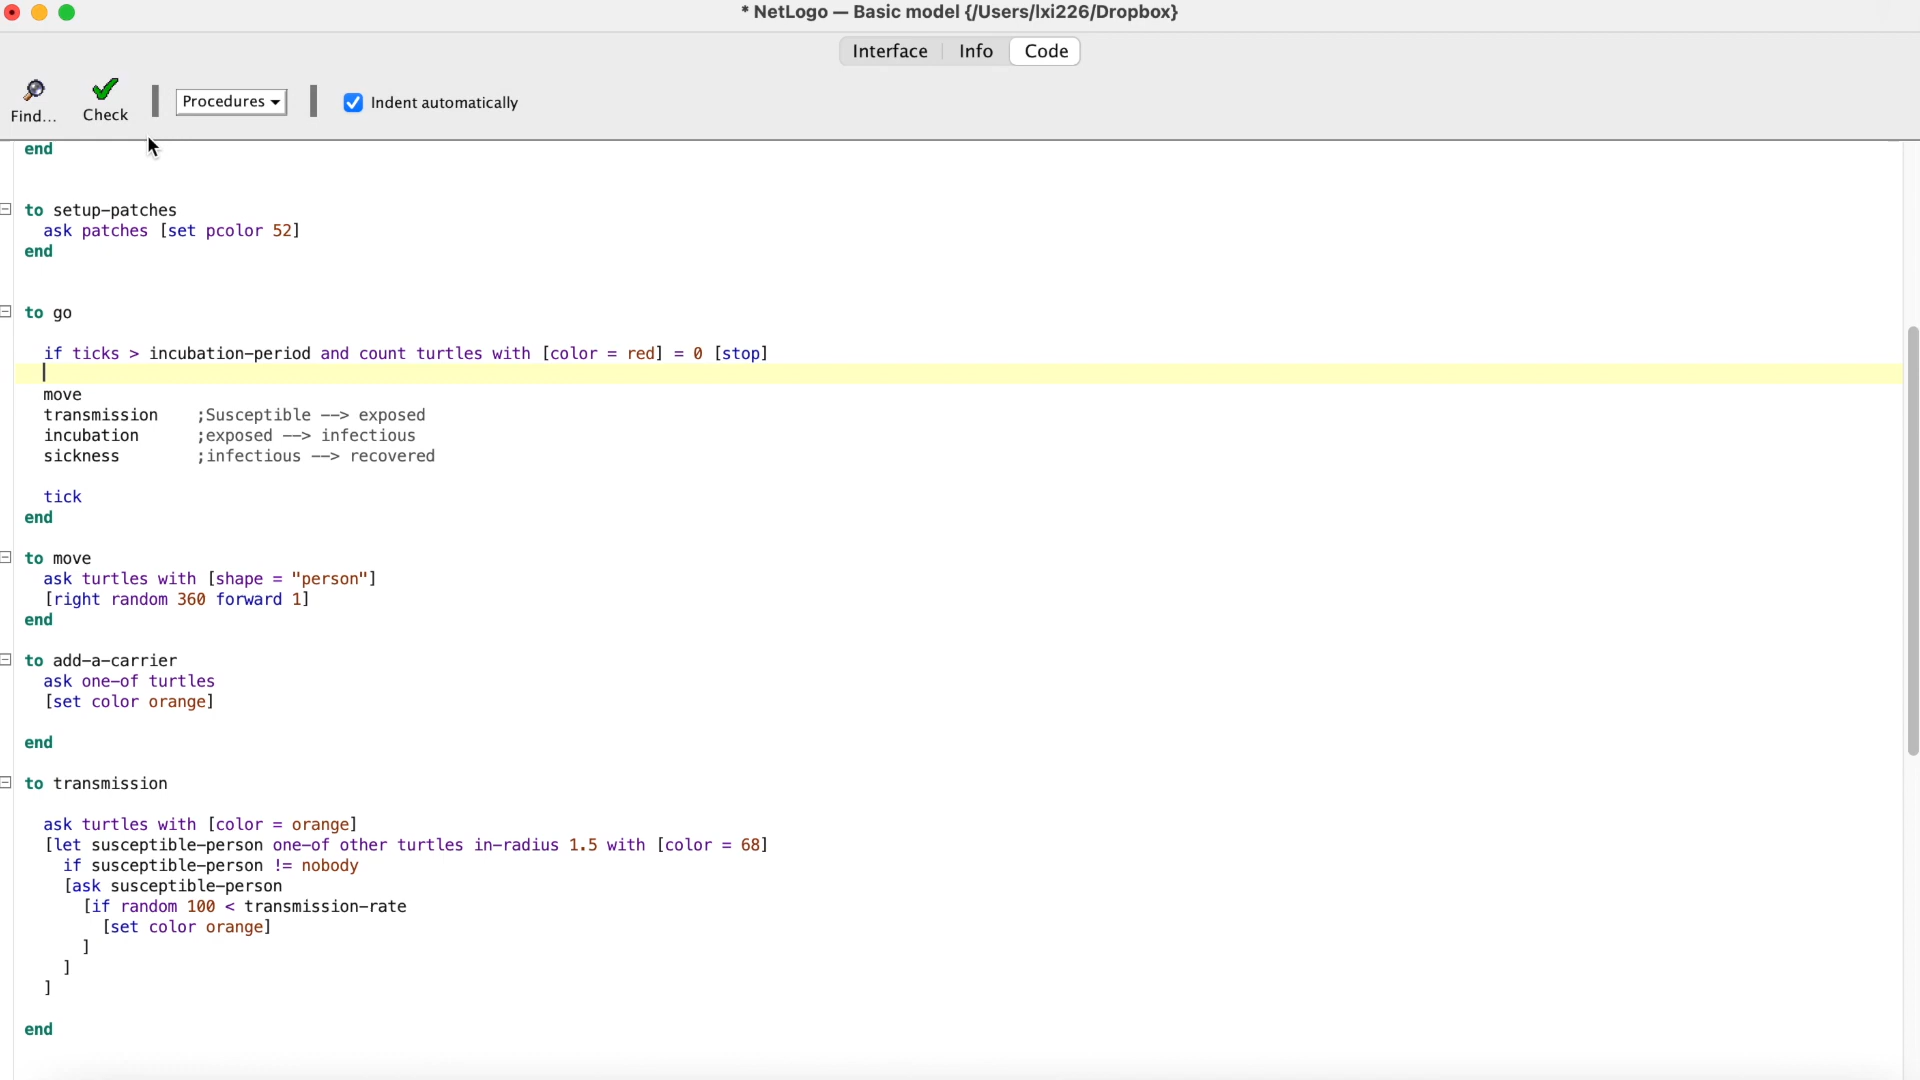 * NetLogo — Basic model {/Users/lxi226/Dropbox}
Interface Info Code
Find... Check Procedures Indent automatically
end
to setup-patches
ask patches [set pcolor 52]
end
to go
if ticks > incubation-period and count turtles with [color = red] = 0 [stop]
move
transmission ;Susceptible --> exposed
incubation ;exposed --> infectious
sickness ;infectious --> recovered
tick
end
to move
ask turtles with [shape = "person"]
[right random 360 forward 1]
end
to add-a-carrier
ask one-of turtles
[set color orange]
end
to transmission
ask turtles with [color = orange]
[let susceptible-person one-of other turtles in-radius 1.5 with [color = 68]
if susceptible-person != nobody
[ask susceptible-person
[if random 100 < transmission-rate
[set color orange]
]
]
]
end